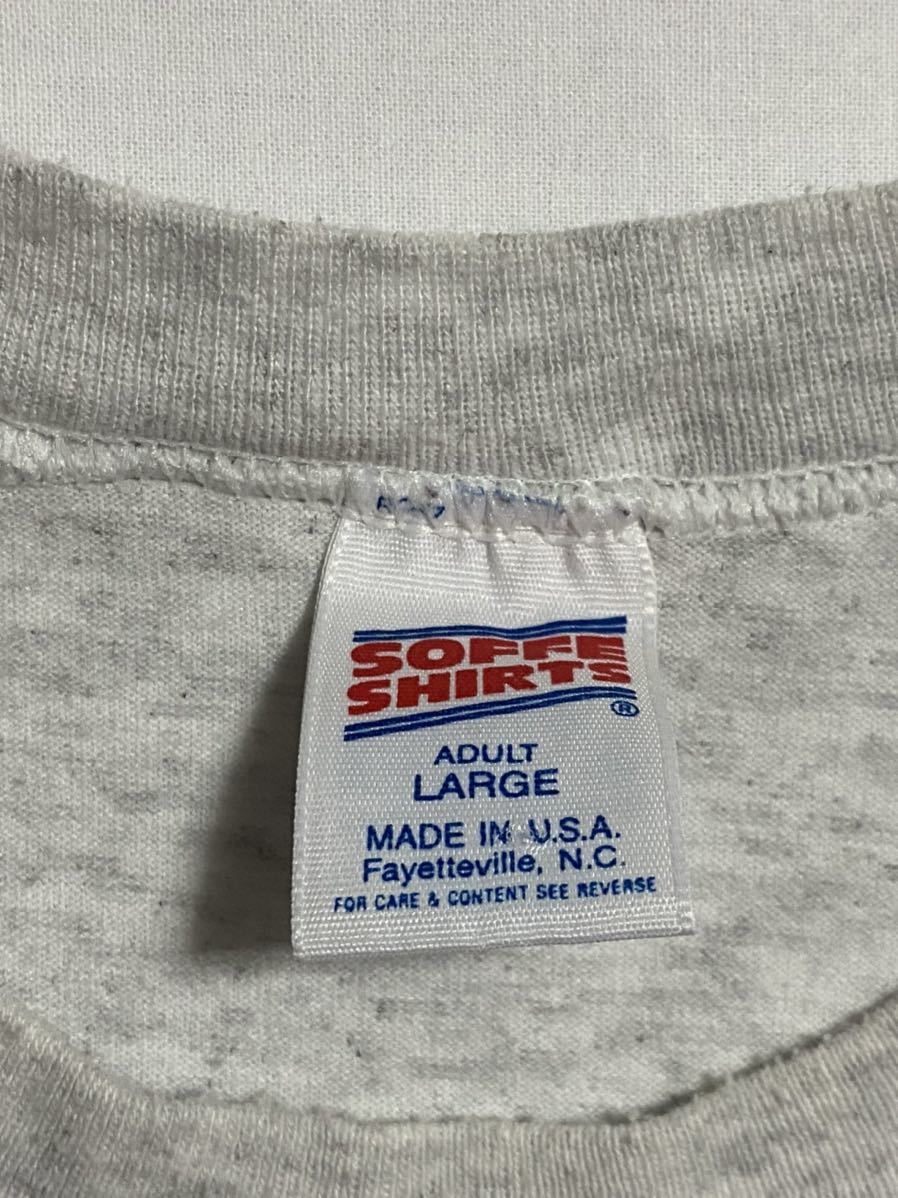 SOFFE
SHIRTS
®
ADULT
LARGE
MADE IN U.S.A.
Fayetteville, N.C.
FOR CARE & CONTENT SEE REVERSE